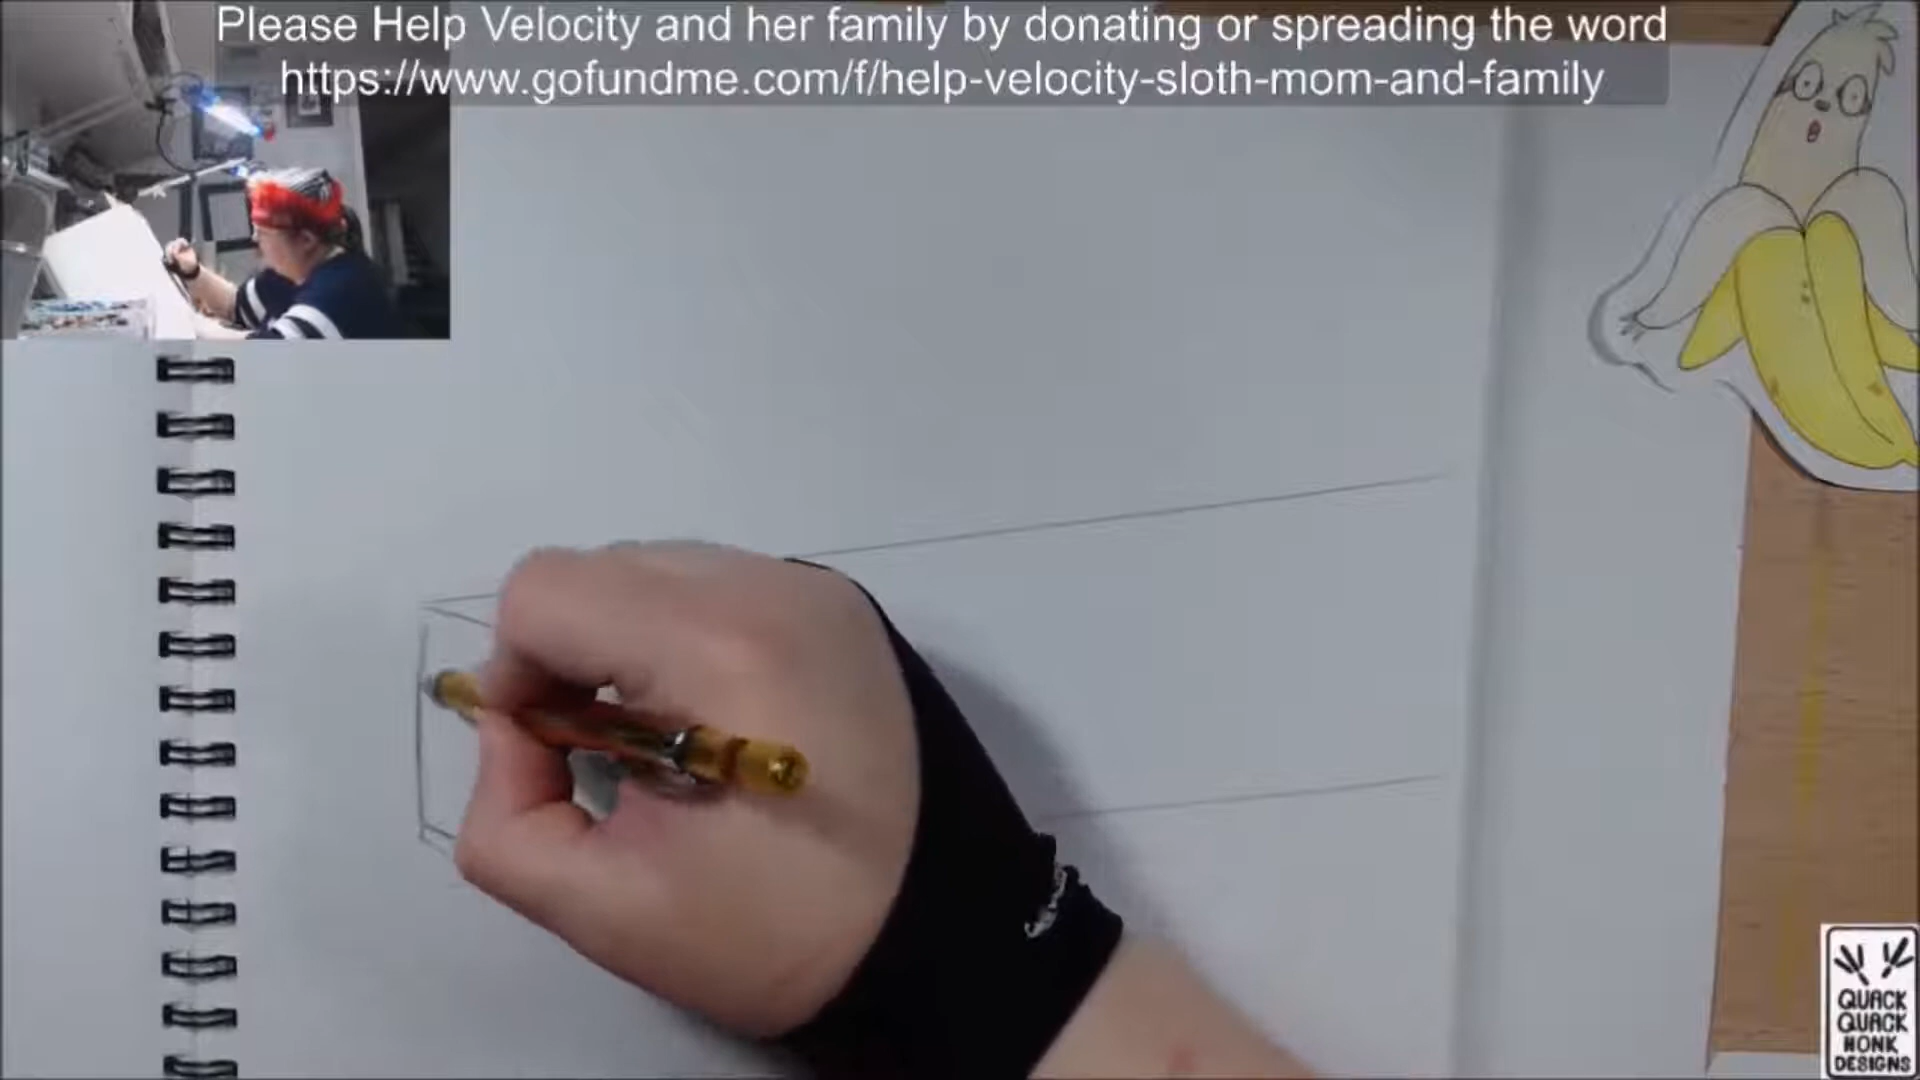 Please Help Velocity and her family by donating or spreading the word
https://www.gofundme.com/f/help-velocity-sloth-mom-and-family
QUACK
QUACK
HONK
DESIGNS